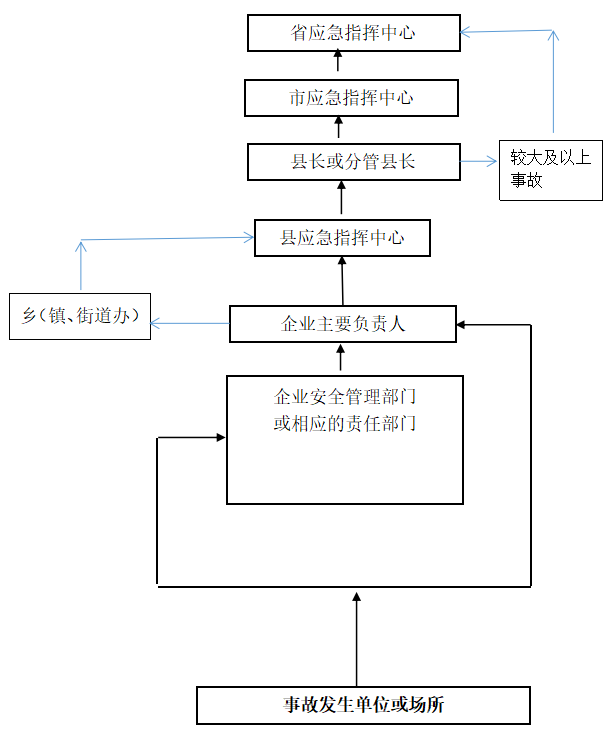 省应急指挥中心
市应急指挥中心
县长或分管县长
较大及以上
事故
县应急指挥中心
乡（镇、街道办）
企业主要负责人
企业安全管理部门
或相应的责任部门
事故发生单位或场所